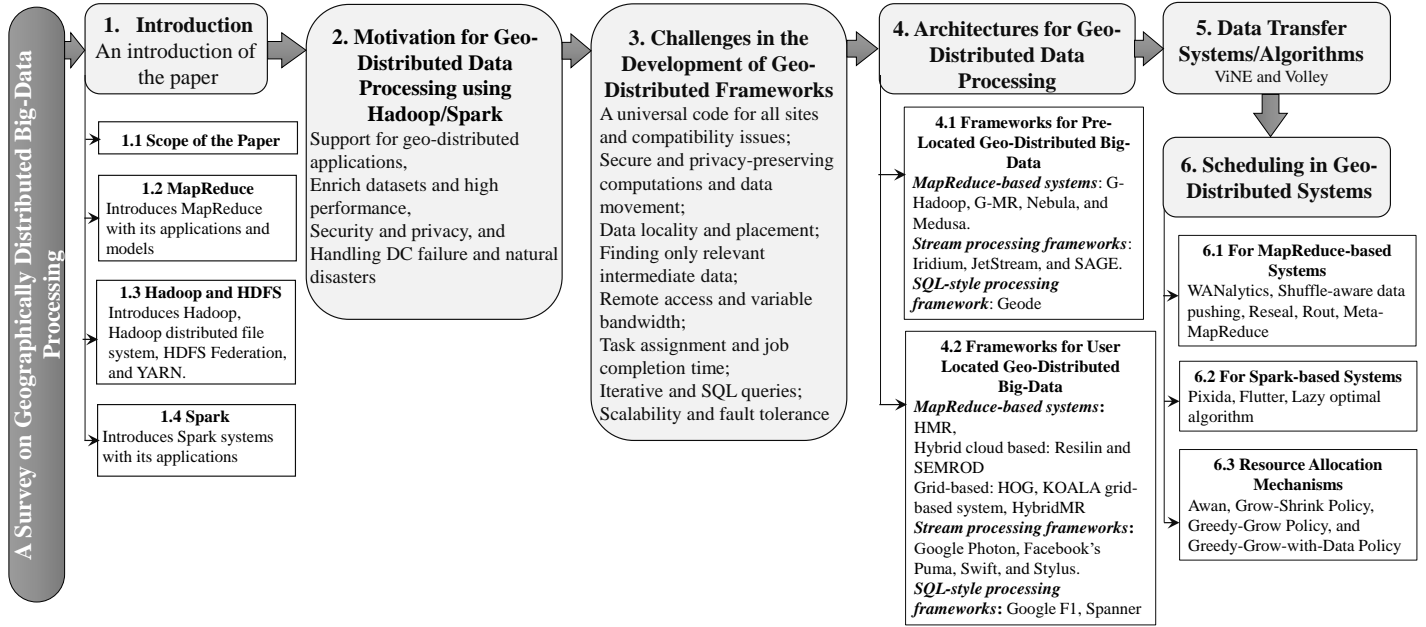 A Survey on Geographically Distributed Big-Data
Processing
1. Introduction
An introduction of
the paper
1.1 Scope of the Paper
1.2 MapReduce
Introduces MapReduce
with its applications and
models
1.3 Hadoop and HDFS
Introduces Hadoop,
Hadoop distributed file
system, HDFS Federation,
and YARN.
1.4 Spark
Introduces Spark systems
with its applications
2. Motivation for Geo-
Distributed Data
Processing using
Hadoop/Spark
Support for geo-distributed
applications,
Enrich datasets and high
performance,
Security and privacy, and
Handling DC failure and natural
disasters
3. Challenges in the
Development of Geo-
Distributed Frameworks
A universal code for all sites
and compatibility issues;
Secure and privacy-preserving
computations and data
movement;
Data locality and placement;
Finding only relevant
intermediate data;
Remote access and variable
bandwidth;
Task assignment and job
completion time;
Iterative and SQL queries;
Scalability and fault tolerance
4. Architectures for Geo-
Distributed Data
Processing
4.1 Frameworks for Pre-
Located Geo-Distributed Big-
Data
MapReduce-based systems: G-
Hadoop, G-MR, Nebula, and
Medusa.
Stream processing frameworks:
Iridium, JetStream, and SAGE.
SQL-style processing
framework: Geode
4.2 Frameworks for User
Located Geo-Distributed
Big-Data
MapReduce-based systems:
HMR,
Hybrid cloud based: Resilin and
SEMROD
Grid-based: HOG, KOALA grid-
based system, HybridMR
Stream processing frameworks:
Google Photon, Facebook's
Puma, Swift, and Stylus.
SQL-style processing
frameworks: Google F1, Spanner
5. Data Transfer
Systems/Algorithms
ViNE and Volley
6. Scheduling in Geo-
Distributed Systems
6.1 For MapReduce-based
Systems
WANalytics, Shuffle-aware data
pushing, Reseal, Rout, Meta-
MapReduce
6.2 For Spark-based Systems
Pixida, Flutter, Lazy optimal
algorithm
6.3 Resource Allocation
Mechanisms
Awan, Grow-Shrink Policy,
Greedy-Grow Policy, and
Greedy-Grow-with-Data Policy